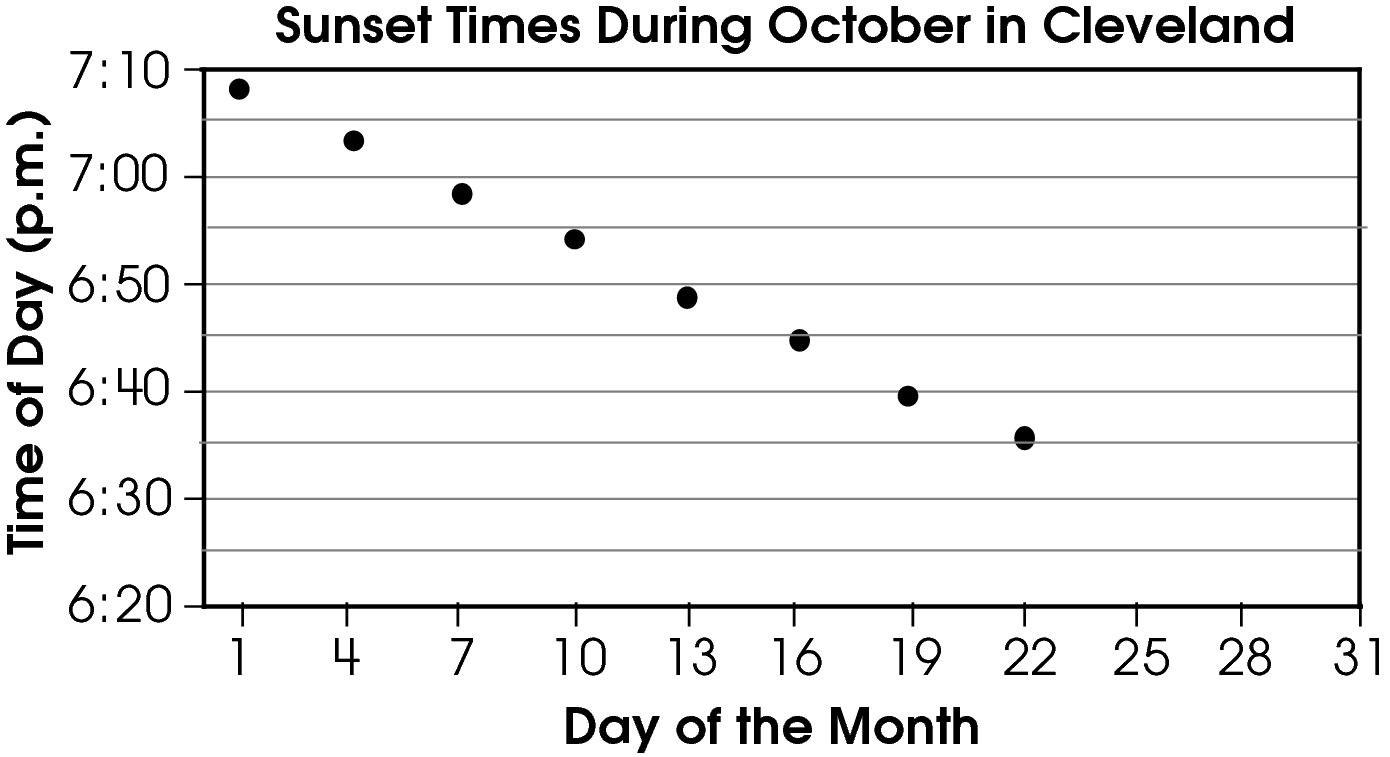 Sunset Times During October in Cleveland
Time of Day (p.m.)
7:10
7:00
6:50
6:40
6:30
6:20
1 4 7 10 13 16 19 22 25 28 31
Day of the Month